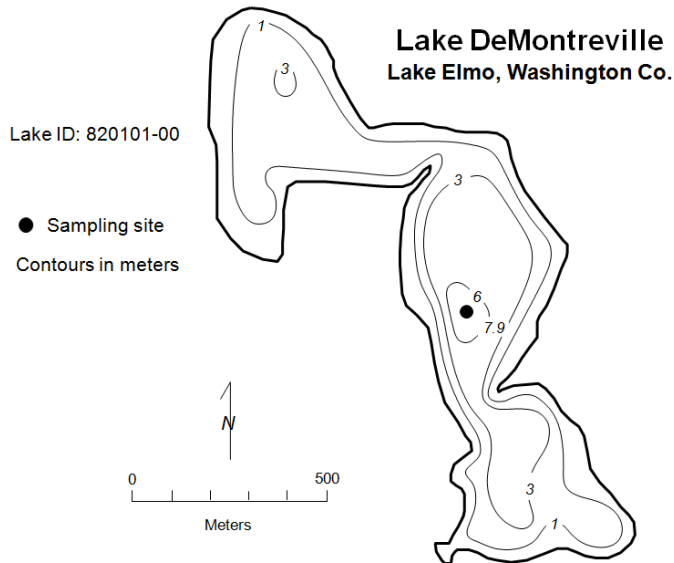 Lake DeMontreville
Lake Elmo, Washington Co.
1
3
Lake ID: 820101-00
3
Sampling site
Contours in meters
6
7.9
N
0 500
Meters
3
1